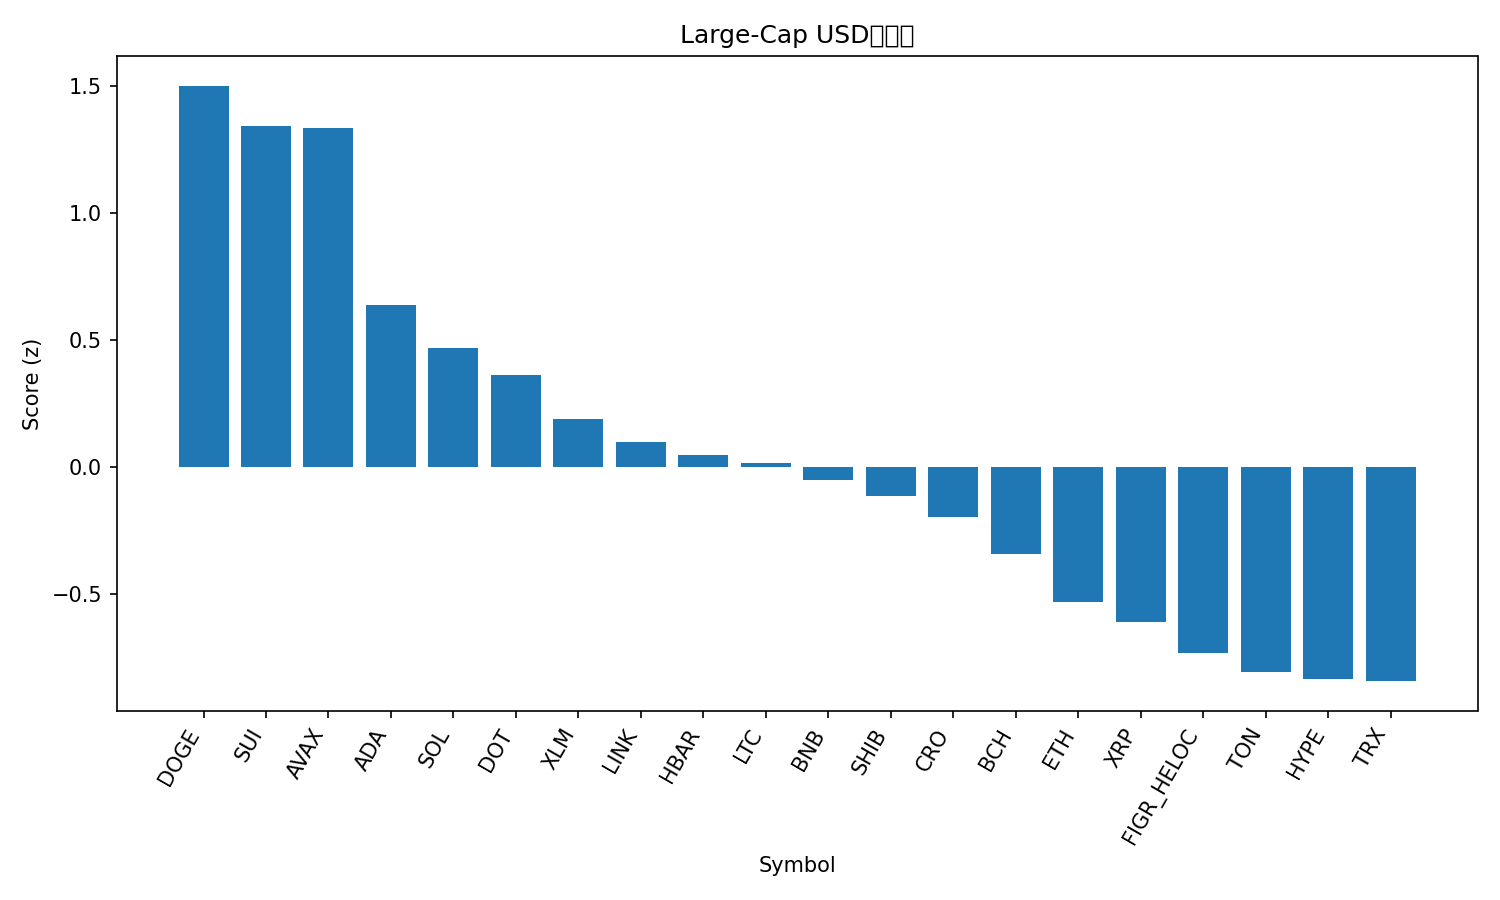 Large-Cap USD
1.5
1.0
0.5
0.0
−0.5
Score (z)
DOGE
SUI
AVAX
ADA
SOL
DOT
XLM
LINK
HBAR
LTC
BNB
SHIB
CRO
BCH
ETH
XRP
FIGR_HELOC
TON
HYPE
TRX
Symbol